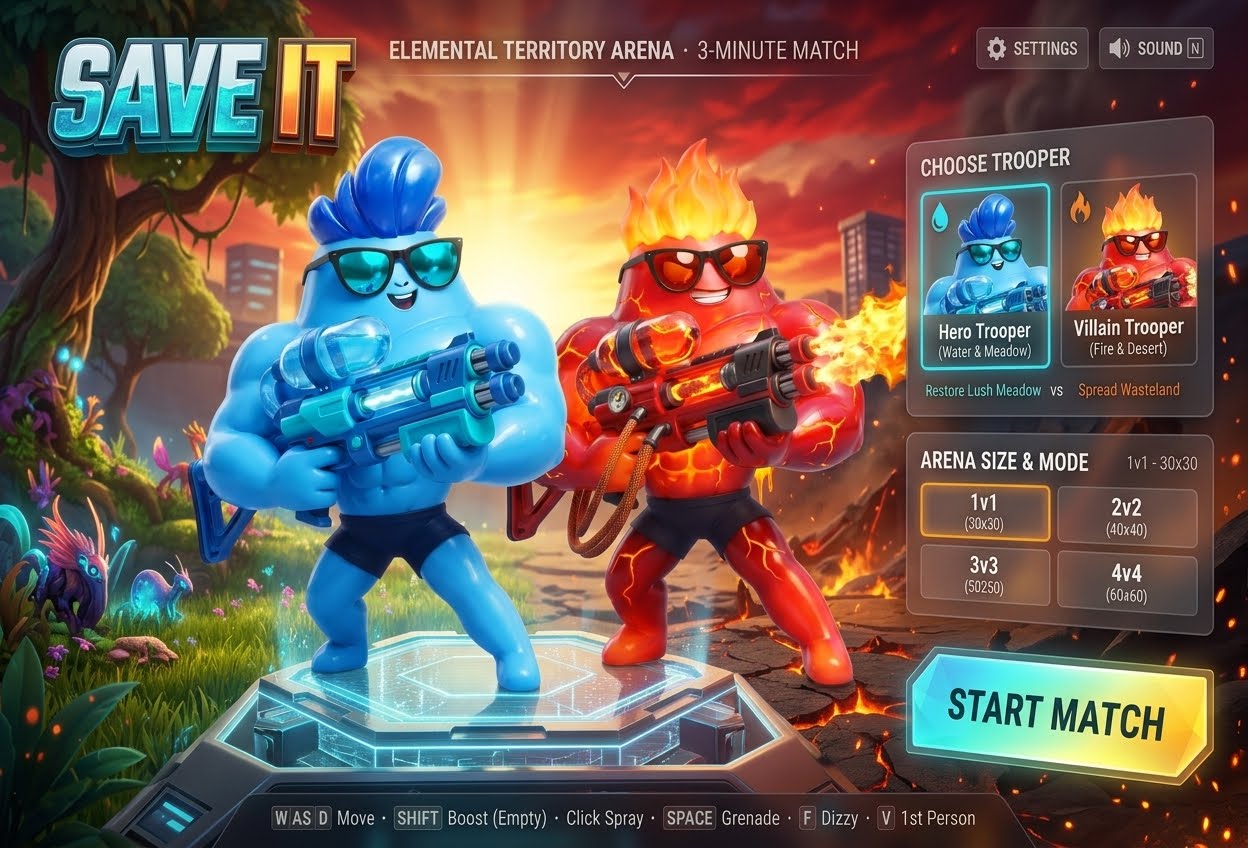 SAVE IT
ELEMENTAL TERRITORY ARENA · 3-MINUTE MATCH
SETTINGS
SOUND N
CHOOSE TROOPER
Hero Trooper
(Water & Meadow)
Villain Trooper
(Fire & Desert)
Restore Lush Meadow vs Spread Wasteland
ARENA SIZE & MODE
1v1 - 30x30
1v1
(30x30)
2v2
(40x40)
3v3
(50250)
4v4
(60a60)
START MATCH
W AS D Move · SHIFT Boost (Empty) · Click Spray · SPACE Grenade · F Dizzy · V 1st Person